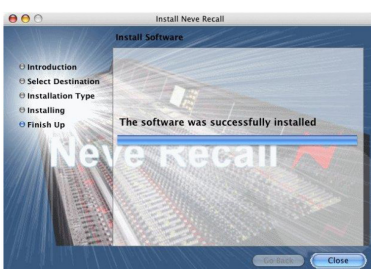 Install Neve Recall
Install Software
Introduction
Select Destination
Installation Type
Installing
Finish Up
The software was successfully installed
Neve Recall
Go Back
Close